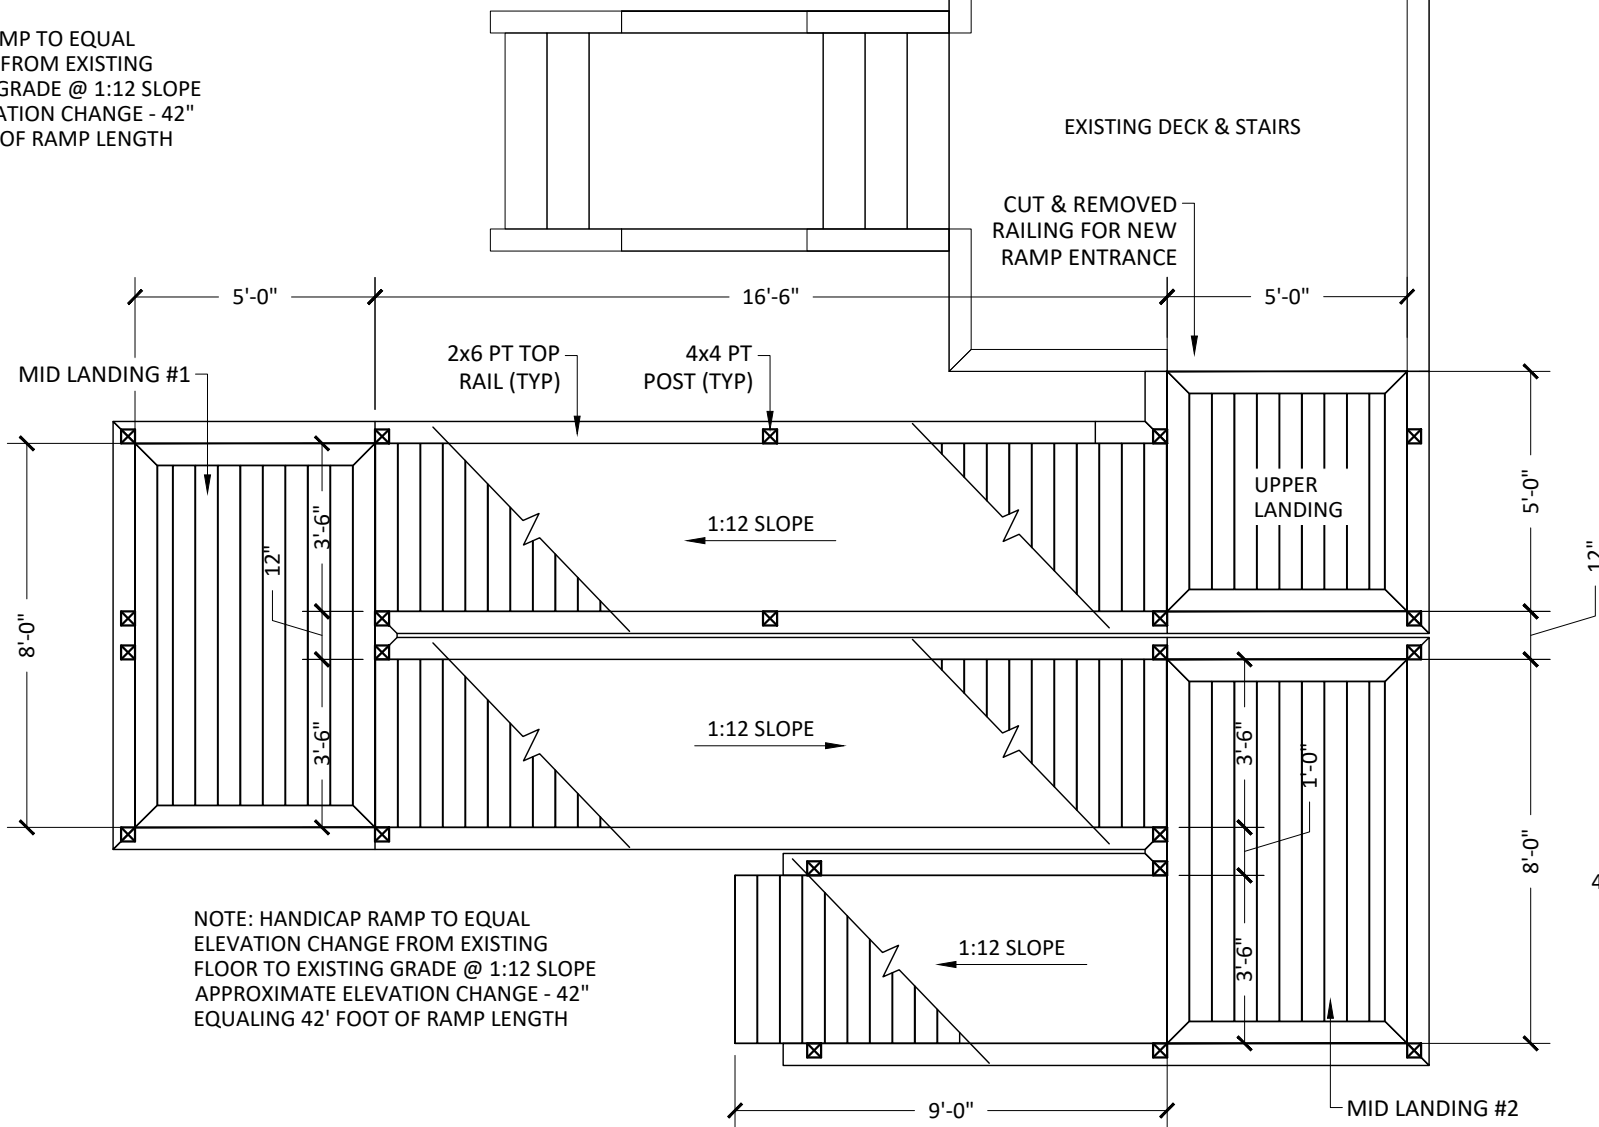 MP TO EQUAL
FROM EXISTING
GRADE @ 1:12 SLOPE
ATION CHANGE - 42"
OF RAMP LENGTH
EXISTING DECK & STAIRS
CUT & REMOVED
RAILING FOR NEW
RAMP ENTRANCE
5'-0"
16'-6"
5'-0"
2x6 PT TOP
RAIL (TYP)
4x4 PT
POST (TYP)
MID LANDING #1
UPPER
LANDING
5'-0"
3'-6"
1:12 SLOPE
12"
12"
8'-0"
3'-6"
1:12 SLOPE
3'-6"
1'-0"
8'-0"
4
NOTE: HANDICAP RAMP TO EQUAL
ELEVATION CHANGE FROM EXISTING
FLOOR TO EXISTING GRADE @ 1:12 SLOPE
APPROXIMATE ELEVATION CHANGE - 42"
EQUALING 42' FOOT OF RAMP LENGTH
1:12 SLOPE
3'-6"
9'-0"
MID LANDING #2